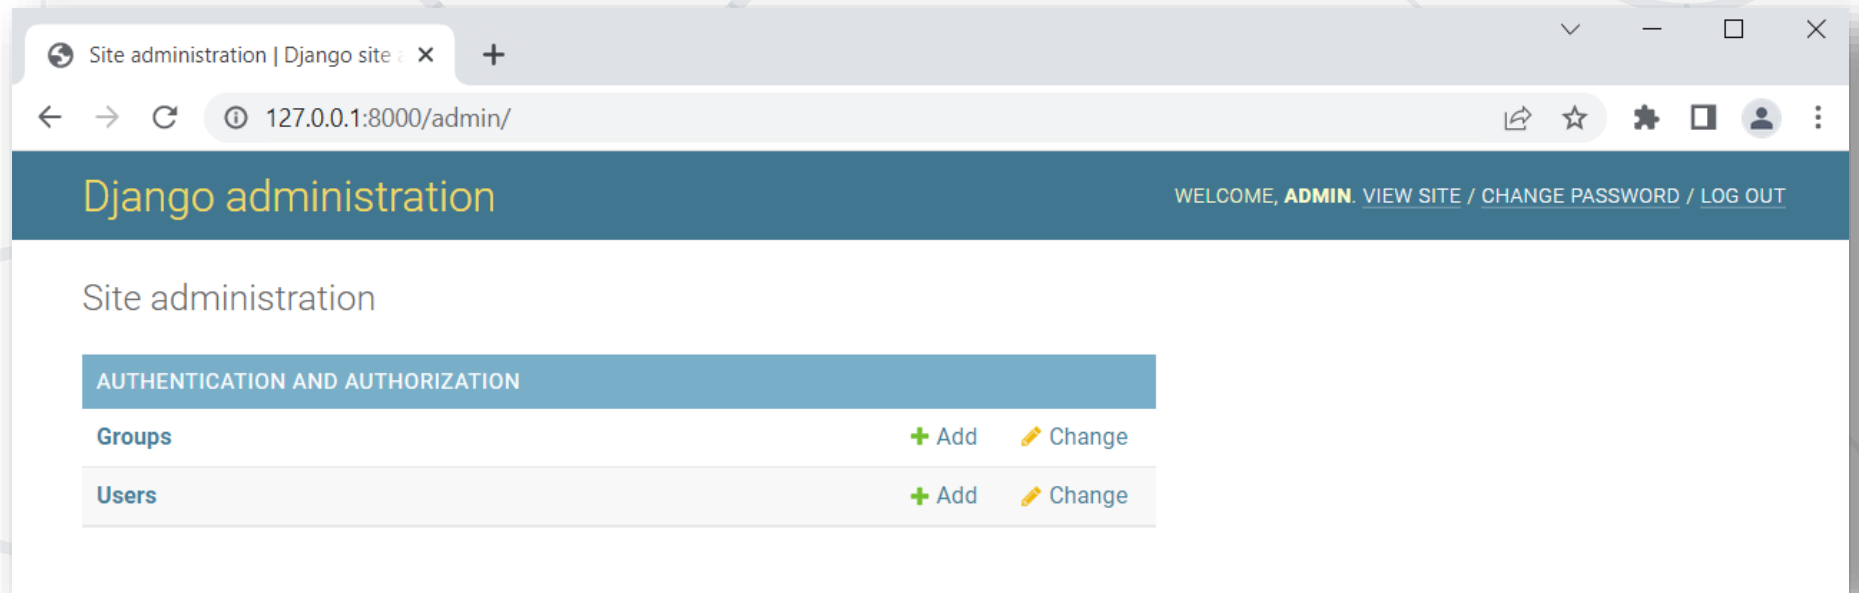 Site administration | Django site
127.0.0.1:8000/admin/
Django administration
WELCOME, ADMIN. VIEW SITE / CHANGE PASSWORD / LOG OUT
Site administration
AUTHENTICATION AND AUTHORIZATION
Groups Add Change
Users Add Change